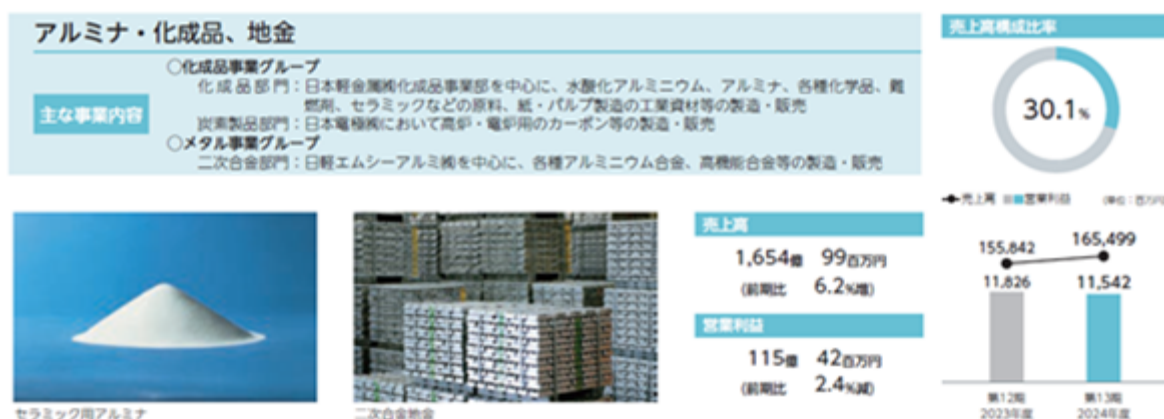 アルミナ・化成品、地金
主な事業内容
○化成品事業グループ
化成品部門：日本軽金属㈱化成品事業部を中心に、水酸化アルミニウム、アルミナ、各種化学品、難
燃剤、セラミックなどの原料、紙・パルプ製造の工業資材等の製造・販売
炭素製品部門：日本電極㈱において高炉・電炉用のカーボン等の製造・販売
○メタル事業グループ
二次合金部門：日軽エムシーアルミ㈱を中心に、各種アルミニウム合金、高機能合金等の製造・販売
セラミック用アルミナ
二次合金地金
売上高
1,654億 99百万円
(前期比 6.2%増)
営業利益
115億 42百万円
(前期比 2.4%減)
売上高構成比率
30.1%
売上高 営業利益 (単位：百万円)
155,842 165,499
11,826 11,542
第12期 第13期
2023年度 2024年度